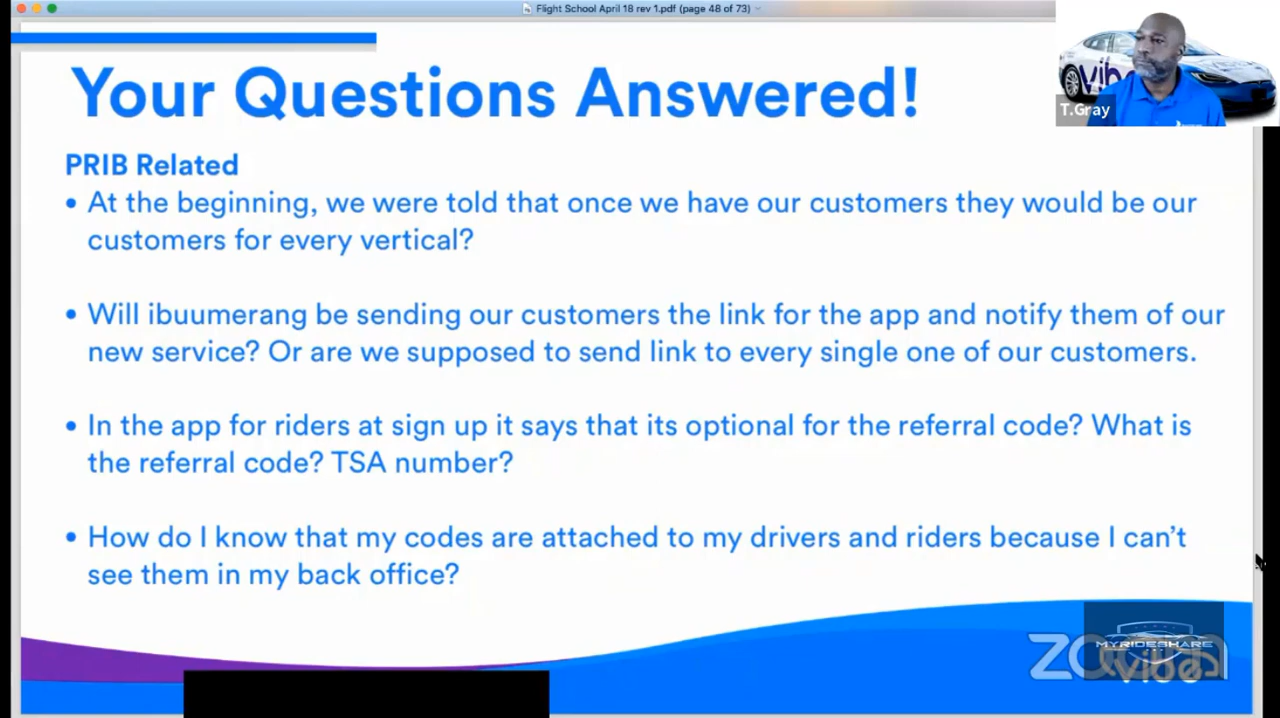 Flight School April 18 rev 1.pdf (page 48 of 73)
Your Questions Answered!
T.Gray
PRIB Related
• At the beginning, we were told that once we have our customers they would be our
customers for every vertical?
• Will ibuumerang be sending our customers the link for the app and notify them of our
new service? Or are we supposed to send link to every single one of our customers.
• In the app for riders at sign up it says that its optional for the referral code? What is
the referral code? TSA number?
• How do I know that my codes are attached to my drivers and riders because I can't
see them in my back office?
zoom
MYRIDESHARE
vibe